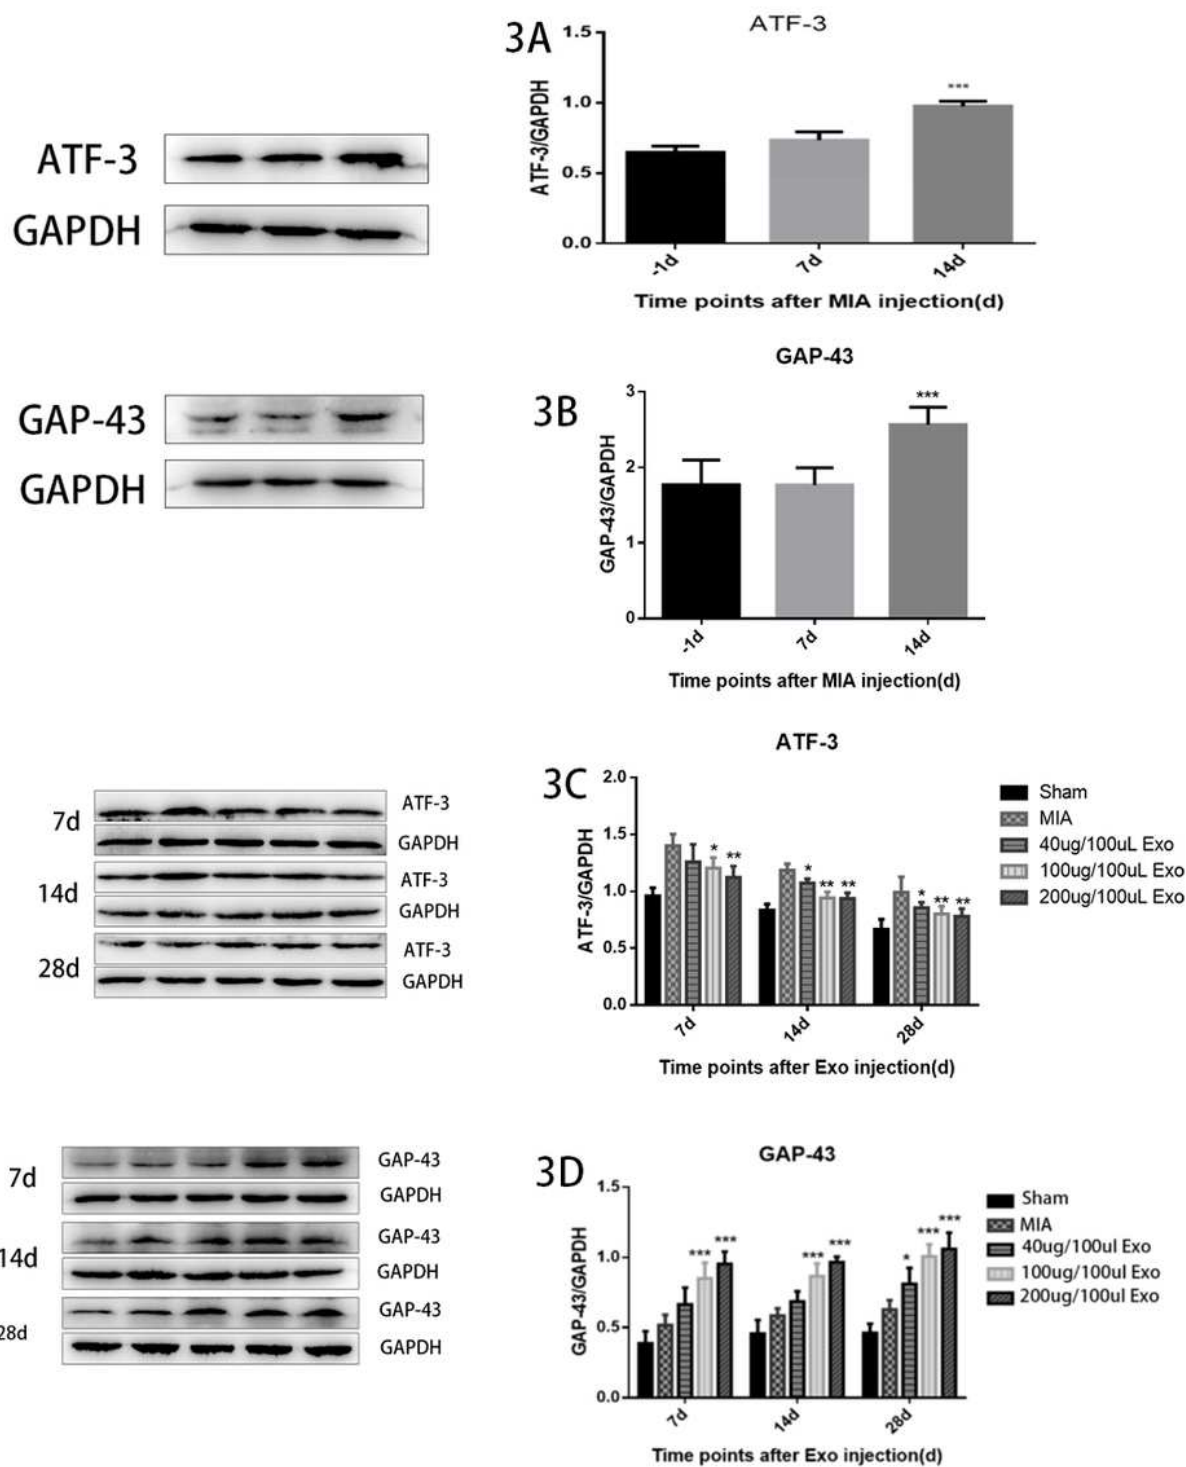 3A
ATF-3
1.5
1.0
0.5
0.0
ATF-3/GAPDH
***
-1d
7d
14d
Time points after MIA injection(d)
ATF-3
GAPDH
GAP-43
3B
3
2
1
0
GAP-43/GAPDH
***
-1d
7d
14d
Time points after MIA injection(d)
GAP-43
GAPDH
ATF-3
3C
2.0
1.5
1.0
0.5
0.0
ATF-3/GAPDH
* **
* ** **
* ** **
7d
14d
28d
Time points after Exo injection(d)
Sham
MIA
40ug/100uL Exo
100ug/100uL Exo
200ug/100uL Exo
7d
ATF-3
GAPDH
14d
ATF-3
GAPDH
28d
ATF-3
GAPDH
GAP-43
3D
1.5
1.0
0.5
0.0
GAP-43/GAPDH
*** ***
*** ***
* *** ***
7d
14d
28d
Time points after Exo injection(d)
Sham
MIA
40ug/100ul Exo
100ug/100ul Exo
200ug/100ul Exo
7d
GAP-43
GAPDH
14d
GAP-43
GAPDH
28d
GAP-43
GAPDH